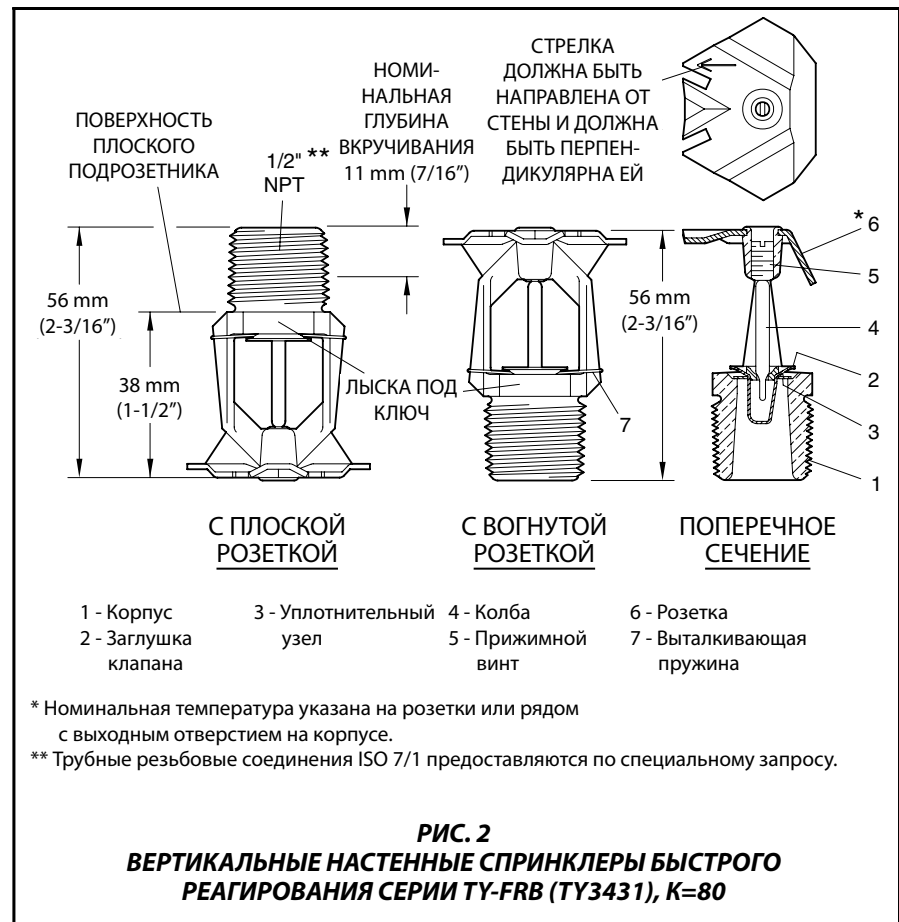 ПОВЕРХНОСТЬ
ПЛОСКОГО
ПОДРОЗЕТНИКА
1/2" **
NPT
НОМИ-
НАЛЬНАЯ
ГЛУБИНА
ВКРУЧИВАНИЯ
11 mm (7/16”)
СТРЕЛКА
ДОЛЖНА БЫТЬ
НАПРАВЛЕНА ОТ
СТЕНЫ И ДОЛЖНА
БЫТЬ ПЕРПЕН-
ДИКУЛЯРНА ЕЙ
56 mm
(2-3/16”)
38 mm
(1-1/2”)
ЛЫСКА ПОД
КЛЮЧ
7
56 mm
(2-3/16”)
* 6
5
4
2
3
1
С ПЛОСКОЙ
РОЗЕТКОЙ
С ВОГНУТОЙ
РОЗЕТКОЙ
ПОПЕРЕЧНОЕ
СЕЧЕНИЕ
1 - Корпус
2 - Заглушка
клапана
3 - Уплотнительный
узел
4 - Колба
5 - Прижимной
винт
6 - Розетка
7 - Выталкивающая
пружина
* Номинальная температура указана на розетки или рядом
с выходным отверстием на корпусе.
** Трубные резьбовые соединения ISO 7/1 предоставляются по специальному запросу.
РИС. 2
ВЕРТИКАЛЬНЫЕ НАСТЕННЫЕ СПРИНКЛЕРЫ БЫСТРОГО
РЕАГИРОВАНИЯ СЕРИИ TY-FRB (TY3431), K=80